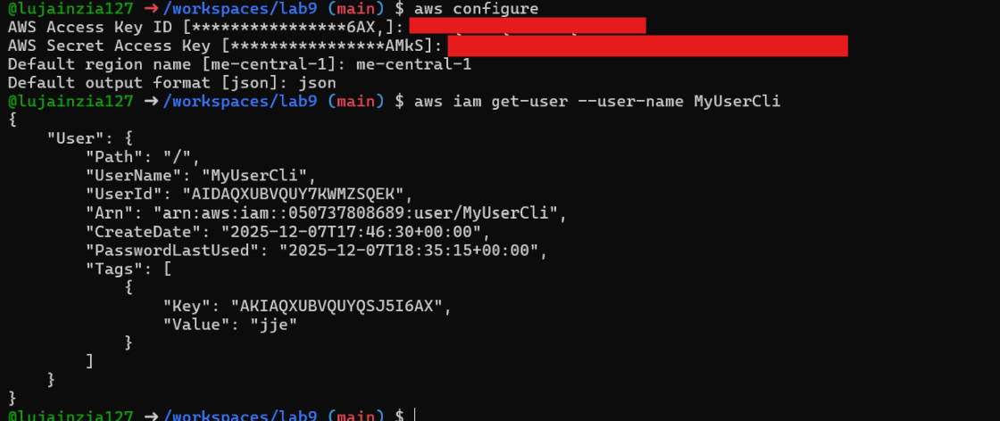 @lujainzia127 ➜ /workspaces/lab9 (main) $ aws configure
AWS Access Key ID [****************6AX,]:
AWS Secret Access Key [****************AMkS]:
Default region name [me-central-1]: me-central-1
Default output format [json]: json
@lujainzia127 ➜ /workspaces/lab9 (main) $ aws iam get-user --user-name MyUserCli
{
    "User": {
        "Path": "/",
        "UserName": "MyUserCli",
        "UserId": "AIDAQXUBVQUY7KWMZSQEK",
        "Arn": "arn:aws:iam::050737808689:user/MyUserCli",
        "CreateDate": "2025-12-07T17:46:30+00:00",
        "PasswordLastUsed": "2025-12-07T18:35:15+00:00",
        "Tags": [
            {
                "Key": "AKIAQXUBVQUYQSJ5I6AX",
                "Value": "jje"
            }
        ]
    }
}
@lujainzia127 ➜ /workspaces/lab9 (main) $